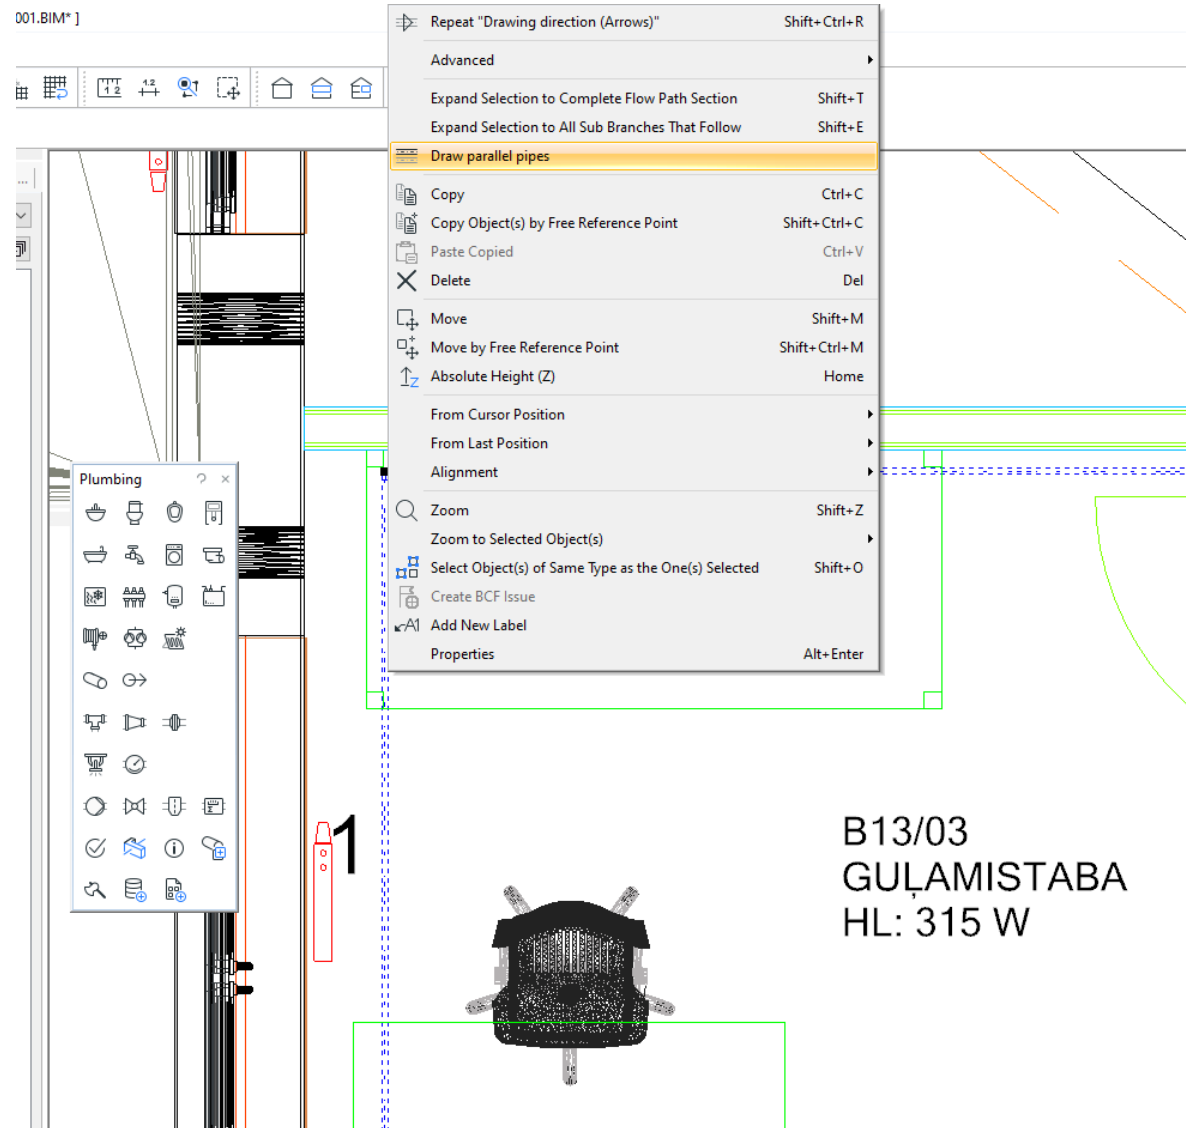 001.BIM* ]
Repeat "Drawing direction (Arrows)" Shift+Ctrl+R
Advanced
Expand Selection to Complete Flow Path Section Shift+T
Expand Selection to All Sub Branches That Follow Shift+E
Draw parallel pipes
Copy Ctrl+C
Copy Object(s) by Free Reference Point Shift+Ctrl+C
Paste Copied Ctrl+V
Delete Del
Move Shift+M
Move by Free Reference Point Shift+Ctrl+M
Absolute Height (Z) Home
From Cursor Position
From Last Position
Alignment
Zoom Shift+Z
Zoom to Selected Object(s)
Select Object(s) of Same Type as the One(s) Selected Shift+O
Create BCF Issue
Add New Label
Properties Alt+Enter
Plumbing
1
B13/03
GUĻAMISTABA
HL: 315 W